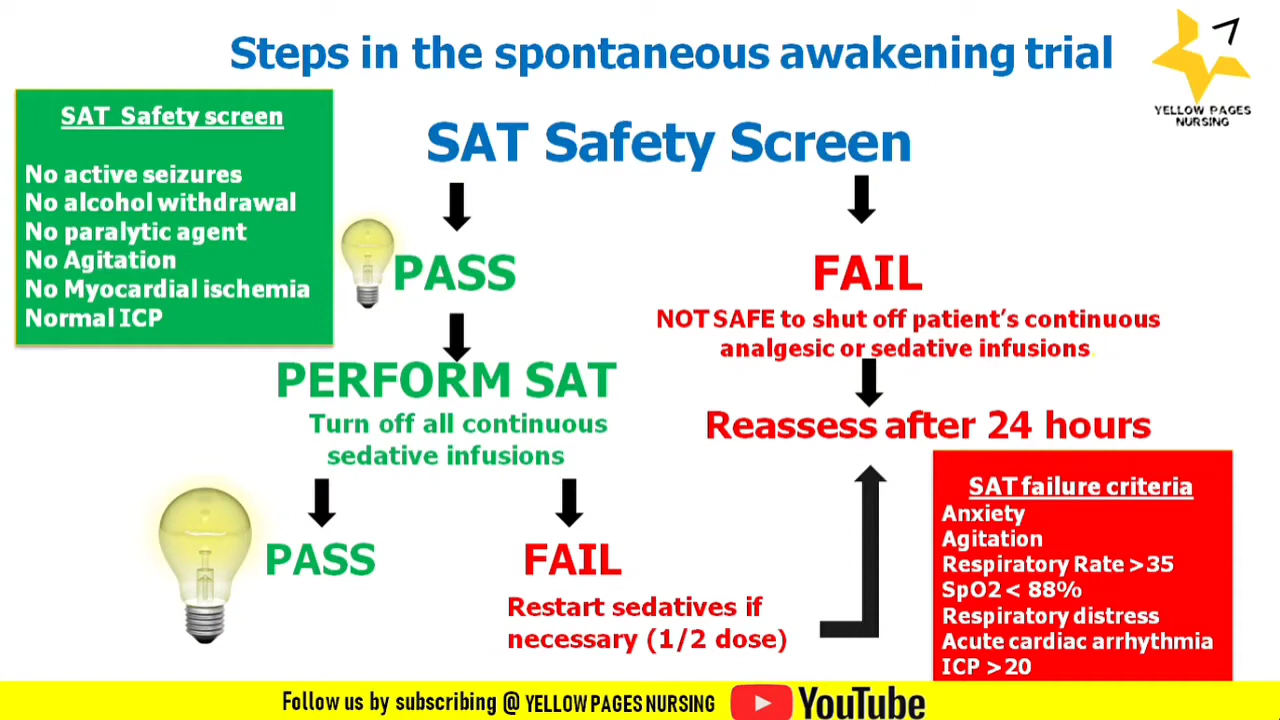 Steps in the spontaneous awakening trial
YELLOW PAGES
NURSING
SAT Safety screen
No active seizures
No alcohol withdrawal
No paralytic agent
No Agitation
No Myocardial ischemia
Normal ICP
SAT Safety Screen
PASS
FAIL
NOT SAFE to shut off patient's continuous
analgesic or sedative infusions.
PERFORM SAT
Turn off all continuous
sedative infusions
Reassess after 24 hours
PASS
FAIL
Restart sedatives if
necessary (1/2 dose)
SAT failure criteria
Anxiety
Agitation
Respiratory Rate >35
SpO2 < 88%
Respiratory distress
Acute cardiac arrhythmia
ICP >20
Follow us by subscribing @ YELLOW PAGES NURSING
YouTube